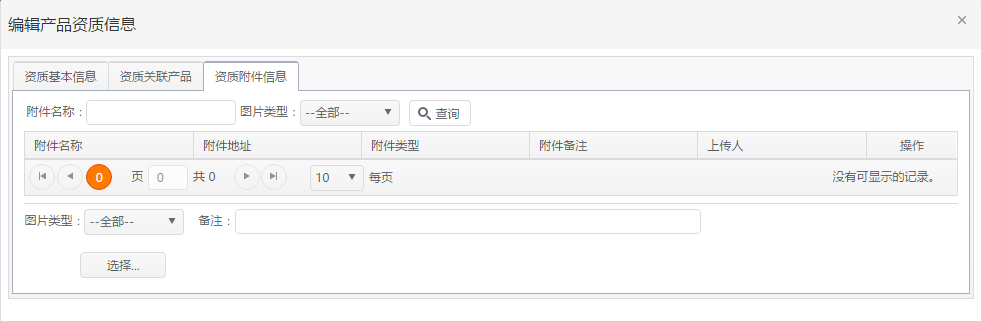 编辑产品资质信息 ×
资质基本信息 资质关联产品 资质附件信息
附件名称： 图片类型： --全部-- 查询
附件名称 附件地址 附件类型 附件备注 上传人 操作
0 页 0 共 0 10 每页 没有可显示的记录。
图片类型： --全部-- 备注：
选择...